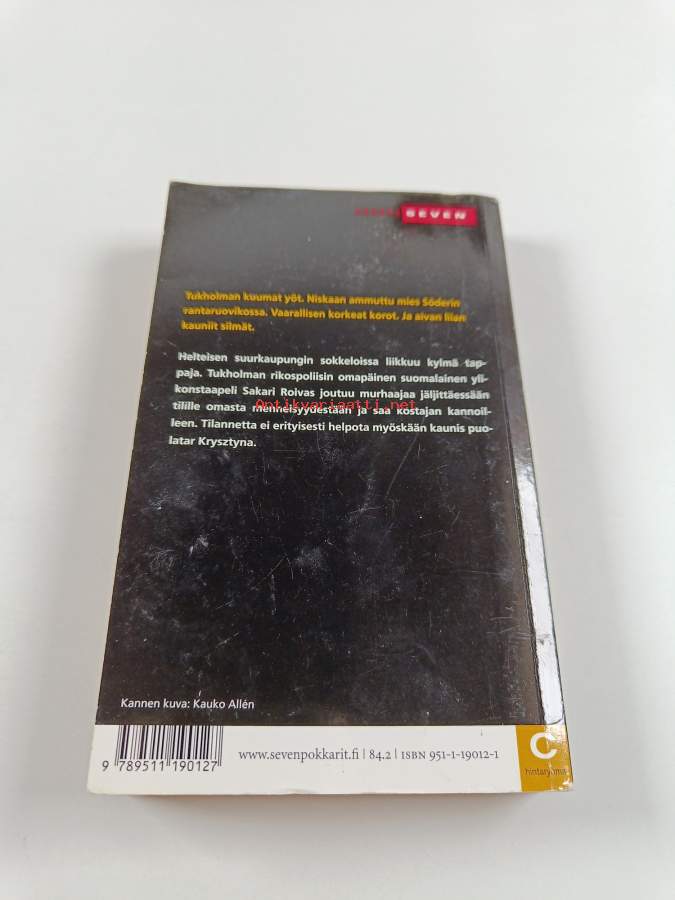 SEVEN
Tukholman kuumat yöt. Niskaan ammuttu mies Söderin
rantaruovikossa. Vaarallisen korkeat korot. Ja aivan liian
kauniit silmät.
Helteisen suurkaupungin sokkeloissa liikkuu kylmä tap-
paja. Tukholman rikospoliisin omapäinen suomalainen yli-
konstaapeli Sakari Roivas joutuu murhaajaa jäljittäessään
Antikvariaatti.net
tilille omasta menneisyydestään ja saa kostajan kannoil-
leen. Tilannetta ei erityisesti helpota myöskään kaunis puo-
latar Krysztyna.
Kannen kuva: Kauko Allén
www.sevenpokkarit.fi | 84.2 | ISBN 951-1-19012-1
9 789511 190127
C
hintaryhmä